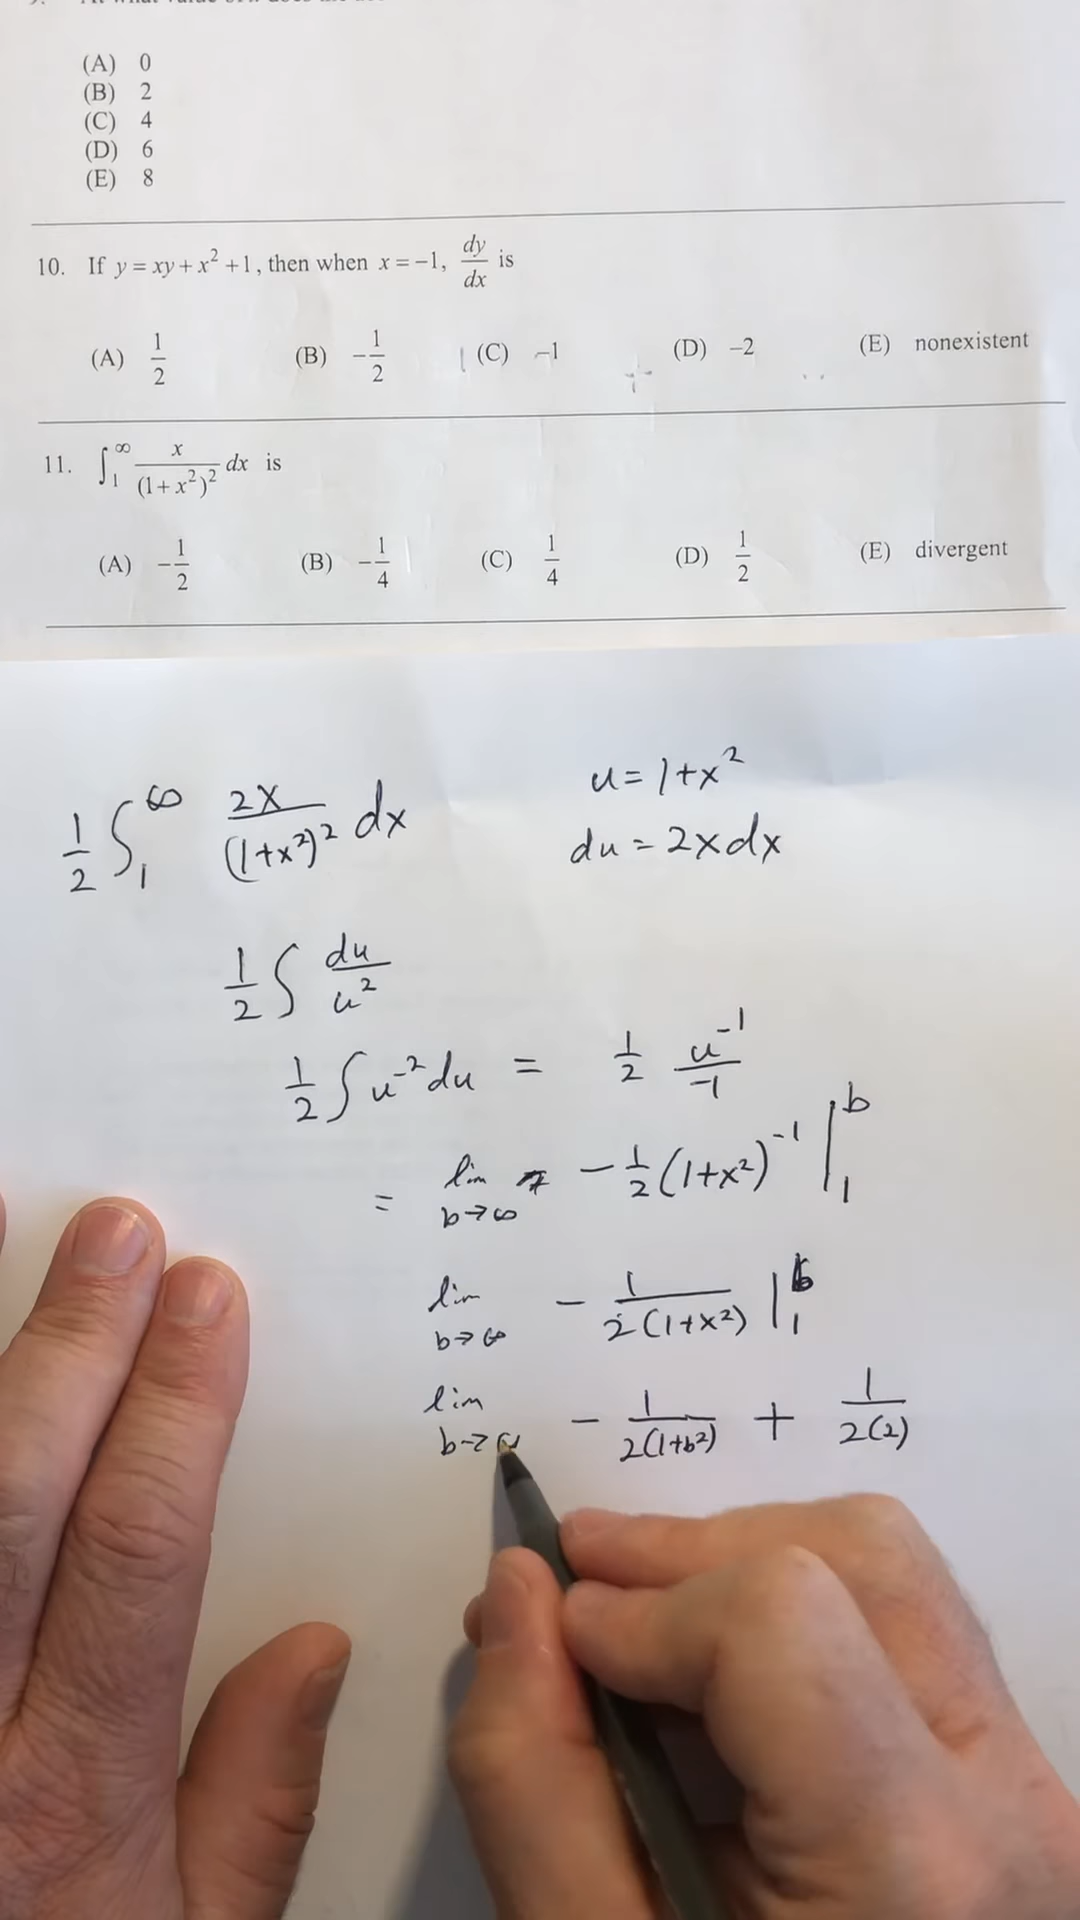 (A) 0
(B) 2
(C) 4
(D) 6
(E) 8
10. If y = xy + x² + 1, then when x = −1, dy/dx is
(A) 1/2 (B) −1/2 (C) −1 (D) −2 (E) nonexistent
11. ∫₁^∞ x/(1+x²)² dx is
(A) −1/2 (B) −1/4 (C) 1/4 (D) 1/2 (E) divergent
1/2 ∫₁^∞ 2x/(1+x²)² dx u = 1+x²
du = 2x dx
1/2 ∫ du/u²
1/2 ∫ u⁻² du = 1/2 u⁻¹/−1
= lim b→∞ −1/2 (1+x²)⁻¹ |₁^b
lim b→∞ − 1/2(1+x²) |₁^b
lim b→∞ − 1/2(1+b²) + 1/2(2)